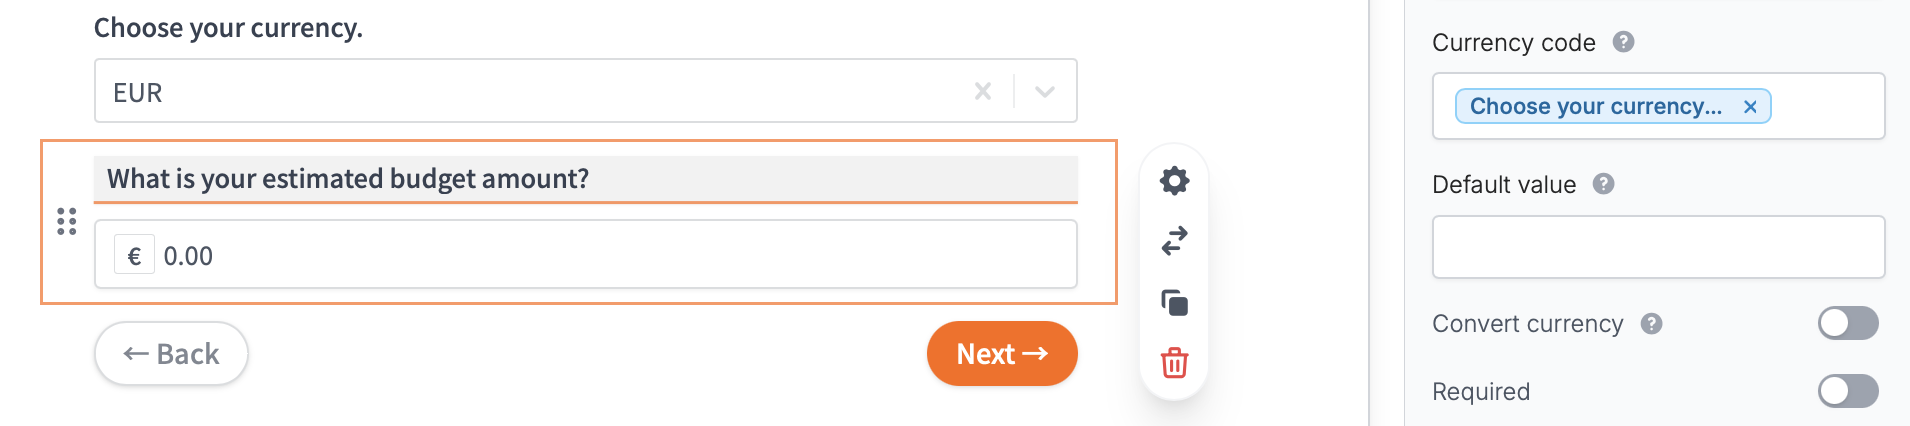 Choose your currency.
EUR
What is your estimated budget amount?
€ 0.00
← Back
Next →
Currency code ?
Choose your currency... ×
Default value ?
Convert currency ?
Required